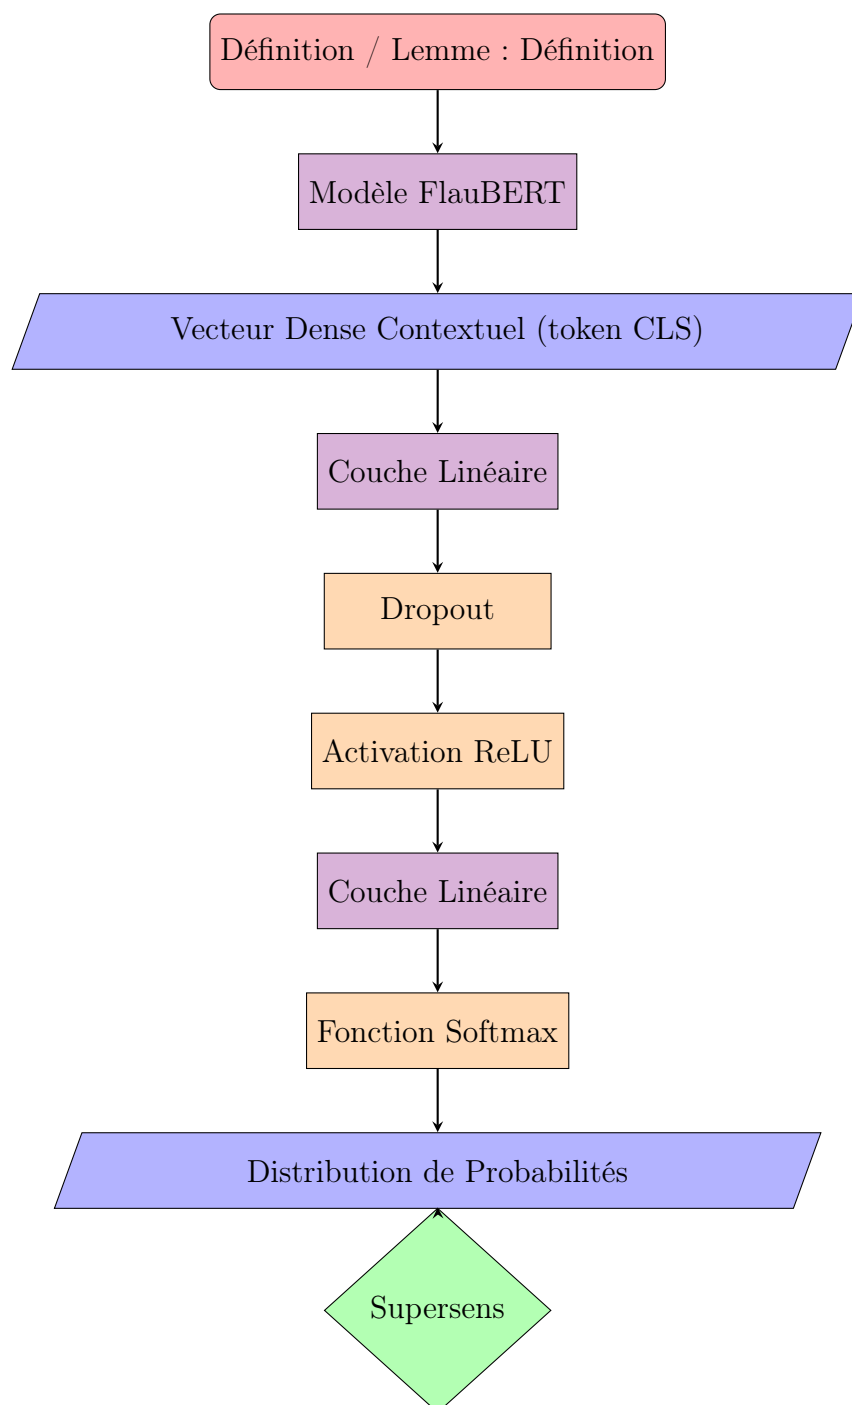 Définition / Lemme : Définition
Modèle FlauBERT
Vecteur Dense Contextuel (token CLS)
Couche Linéaire
Dropout
Activation ReLU
Couche Linéaire
Fonction Softmax
Distribution de Probabilités
Supersens